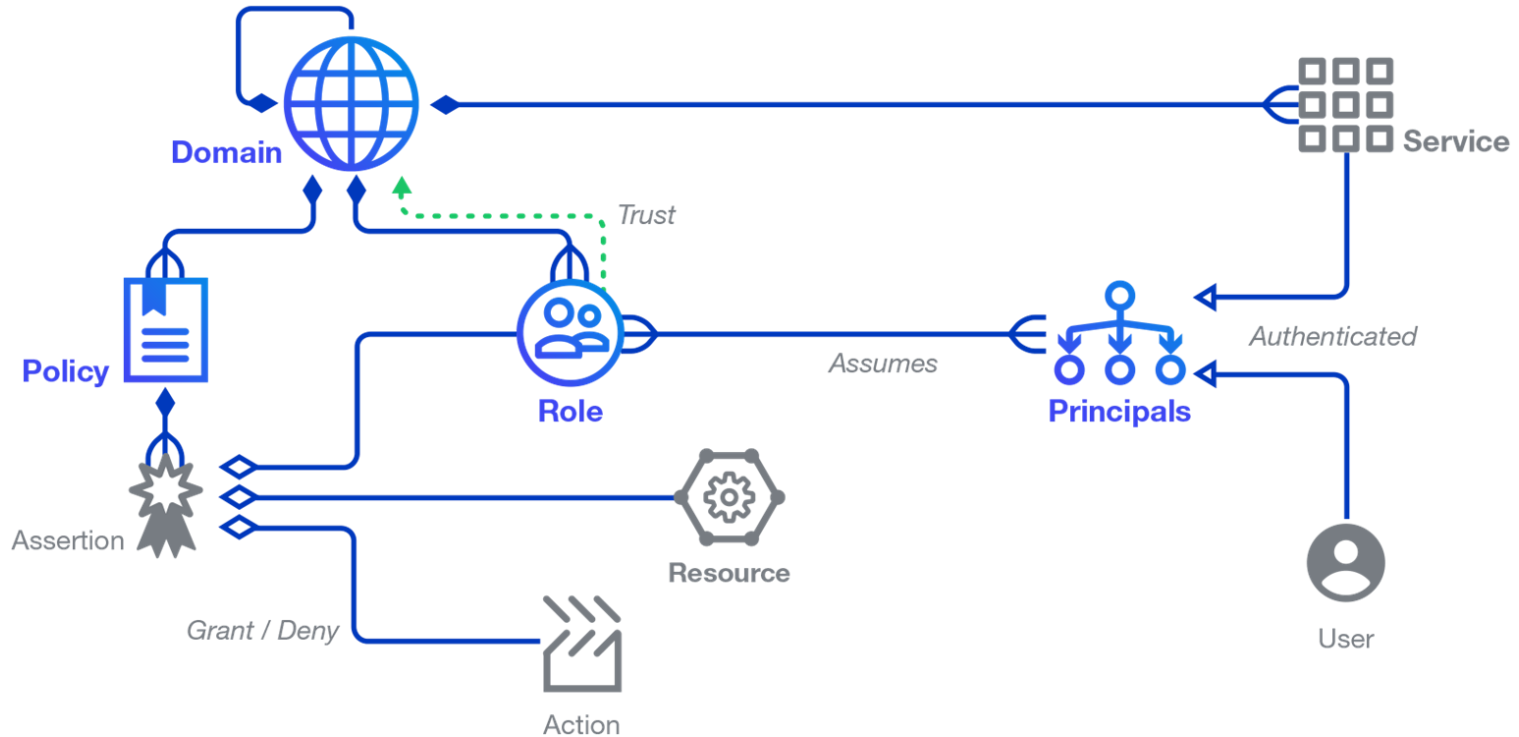 Domain
Service
Trust
Authenticated
Policy
Assumes
Role
Principals
Assertion
Resource
Grant / Deny
User
Action